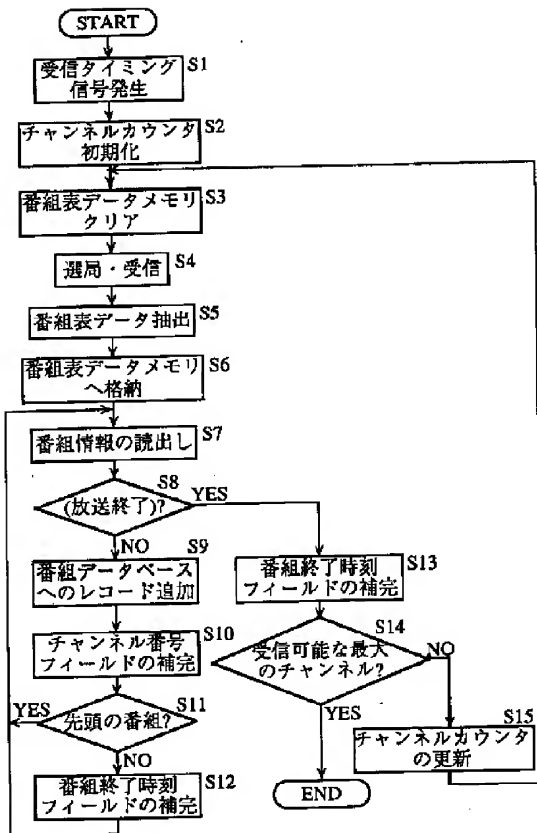 START
受信タイミング
信号発生
S1
チャンネルカウンタ
初期化
S2
番組表データメモリ
クリア
S3
選局・受信
S4
番組表データ抽出
S5
番組表データメモリ
へ格納
S6
番組情報の読出し
S7
(放送終了)?
S8
YES
NO
番組データベース
へのレコード追加
S9
チャンネル番号
フィールドの補完
S10
先頭の番組?
S11
YES
NO
番組終了時刻
フィールドの補完
S12
番組終了時刻
フィールドの補完
S13
受信可能な最大
のチャンネル?
S14
NO
YES
チャンネルカウンタ
の更新
S15
END